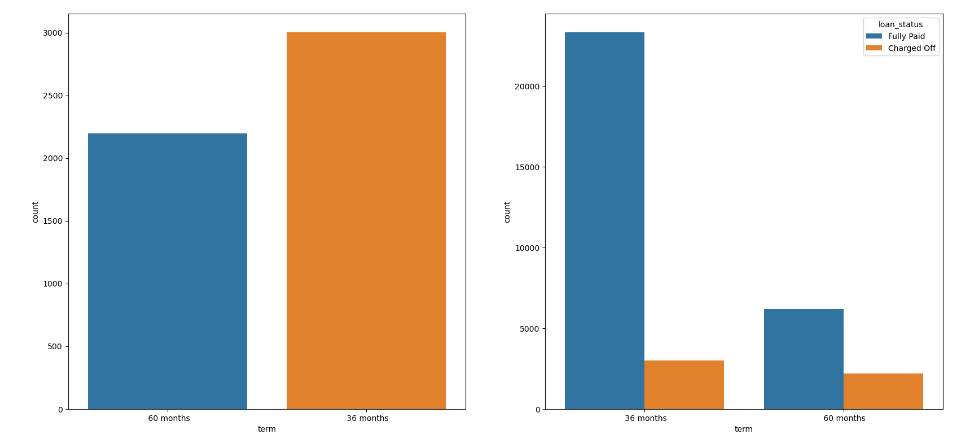 3000
2500
2000
1500
1000
500
0
count
60 months
36 months
term
loan_status
Fully Paid
Charged Off
20000
15000
10000
5000
0
count
36 months
60 months
term